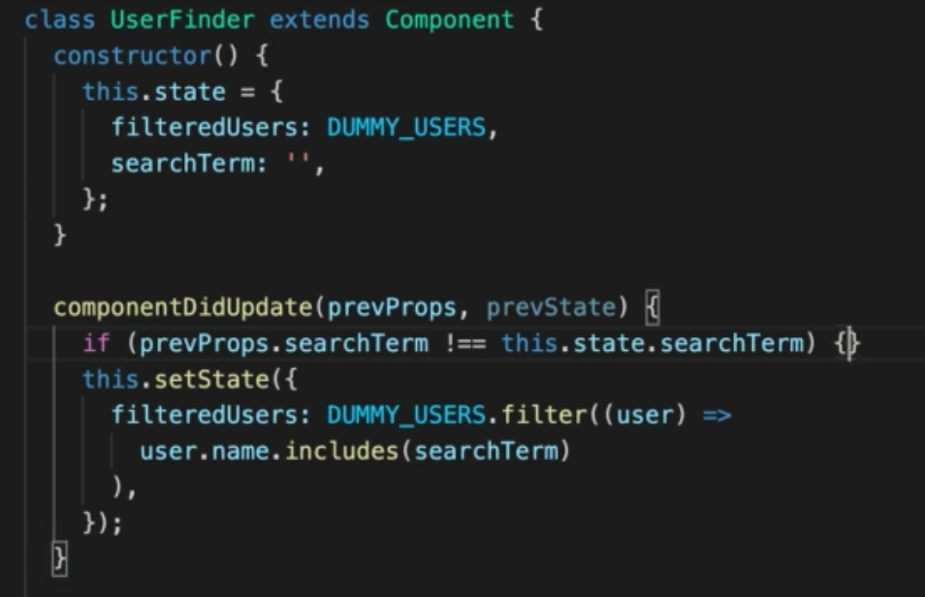 class UserFinder extends Component {
constructor() {
this.state = {
filteredUsers: DUMMY_USERS,
searchTerm: '',
};
}
componentDidUpdate(prevProps, prevState) {
if (prevProps.searchTerm !== this.state.searchTerm) {}
this.setState({
filteredUsers: DUMMY_USERS.filter((user) =>
user.name.includes(searchTerm)
),
});
}